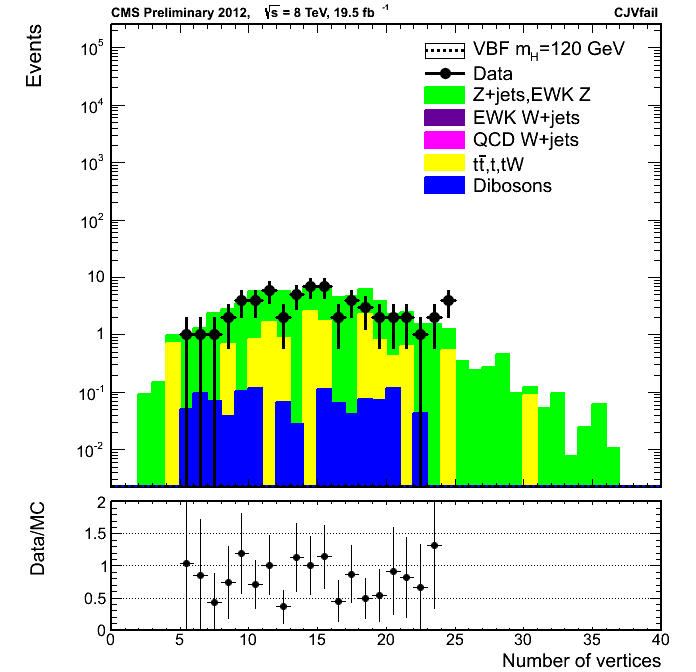 CMS Preliminary 2012, √s = 8 TeV, 19.5 fb⁻¹ CJVfail
Events
10⁵
10⁴
10³
10²
10
1
10⁻¹
10⁻²
VBF m_H=120 GeV
Data
Z+jets,EWK Z
EWK W+jets
QCD W+jets
tt̄,t,tW
Dibosons
Data/MC
2
1.5
1
0.5
0
0 5 10 15 20 25 30 35 40
Number of vertices